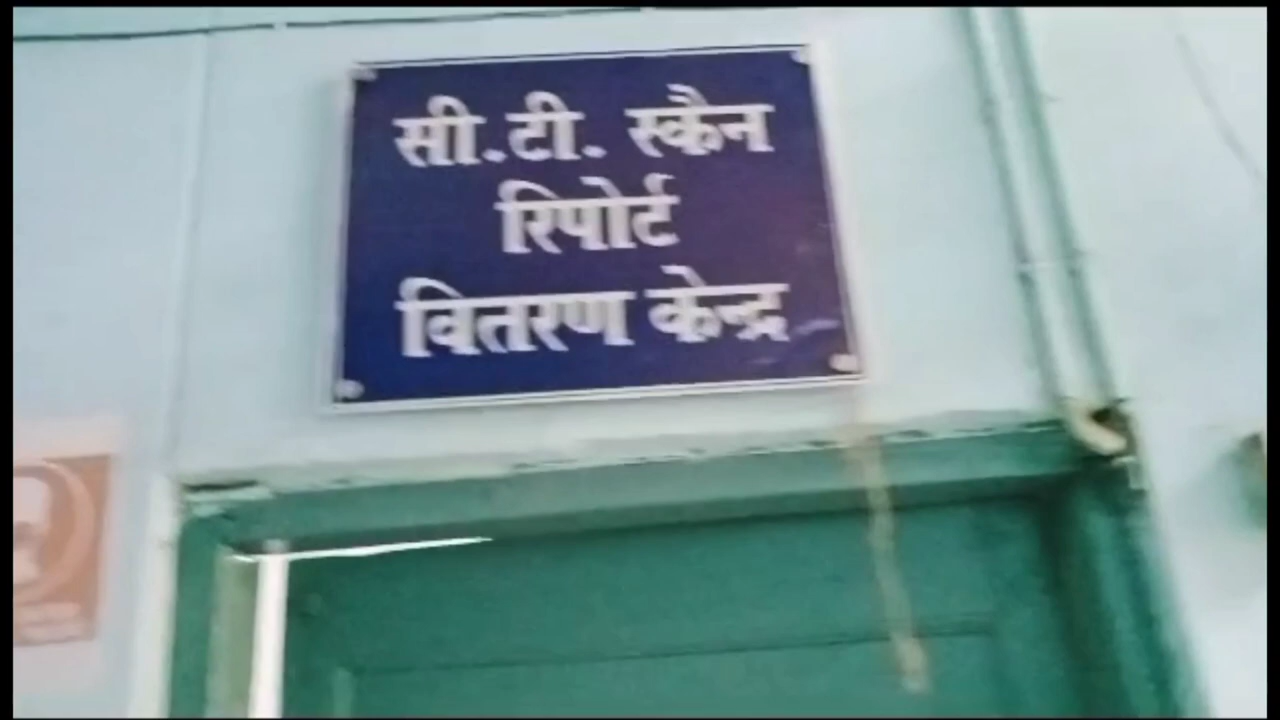 सी.टी. स्कैन
रिपोर्ट
वितरण केन्द्र